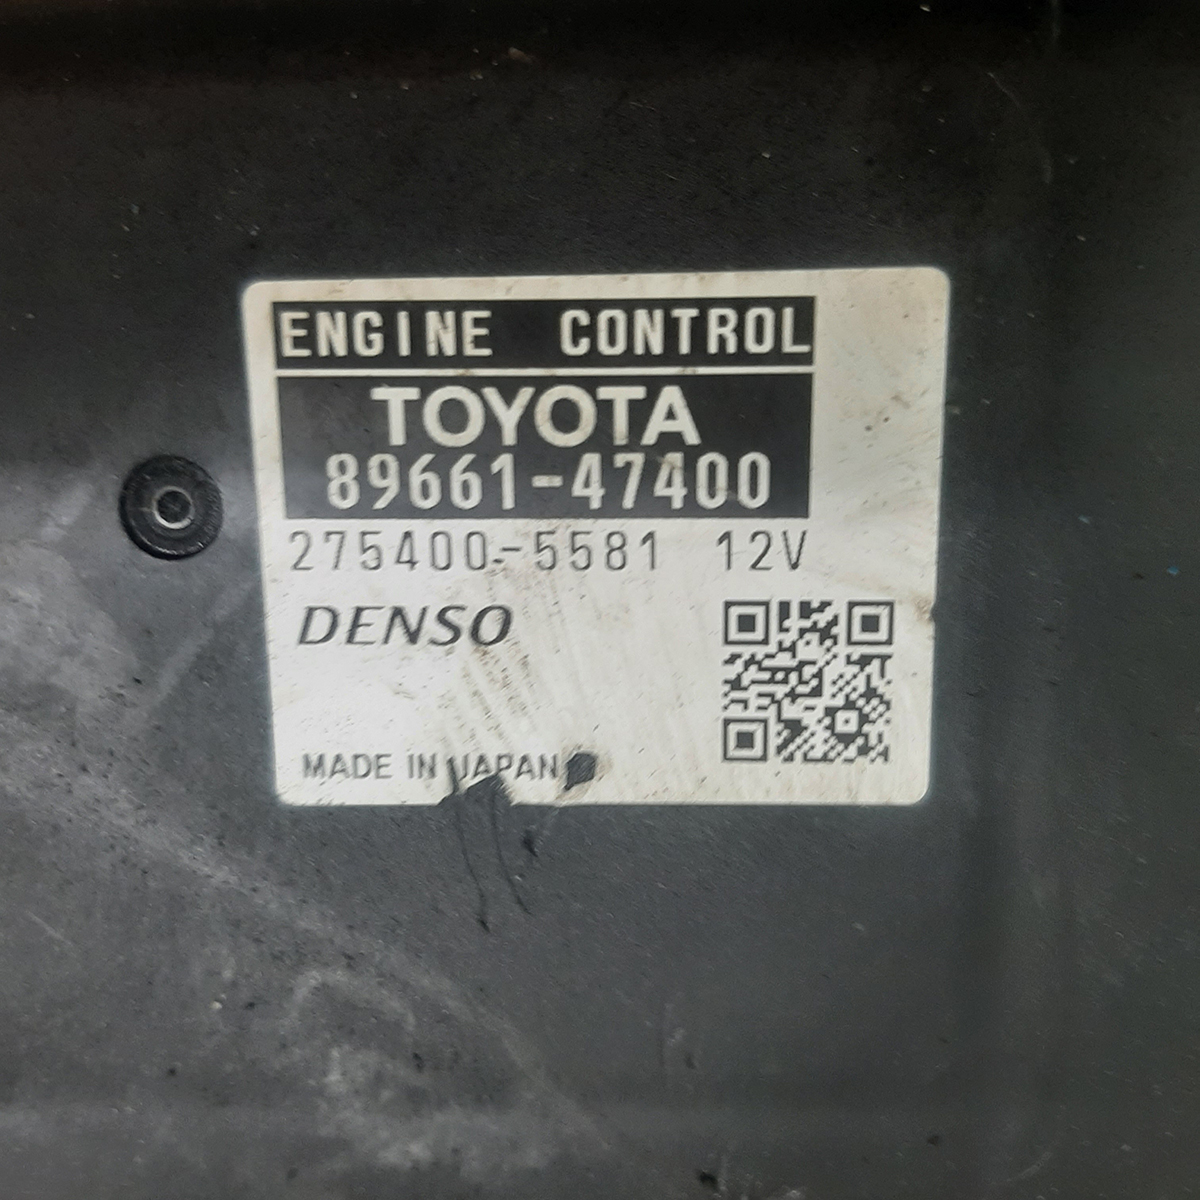 ENGINE CONTROL
TOYOTA
89661-47400
275400-5581 12V
DENSO
MADE IN JAPAN